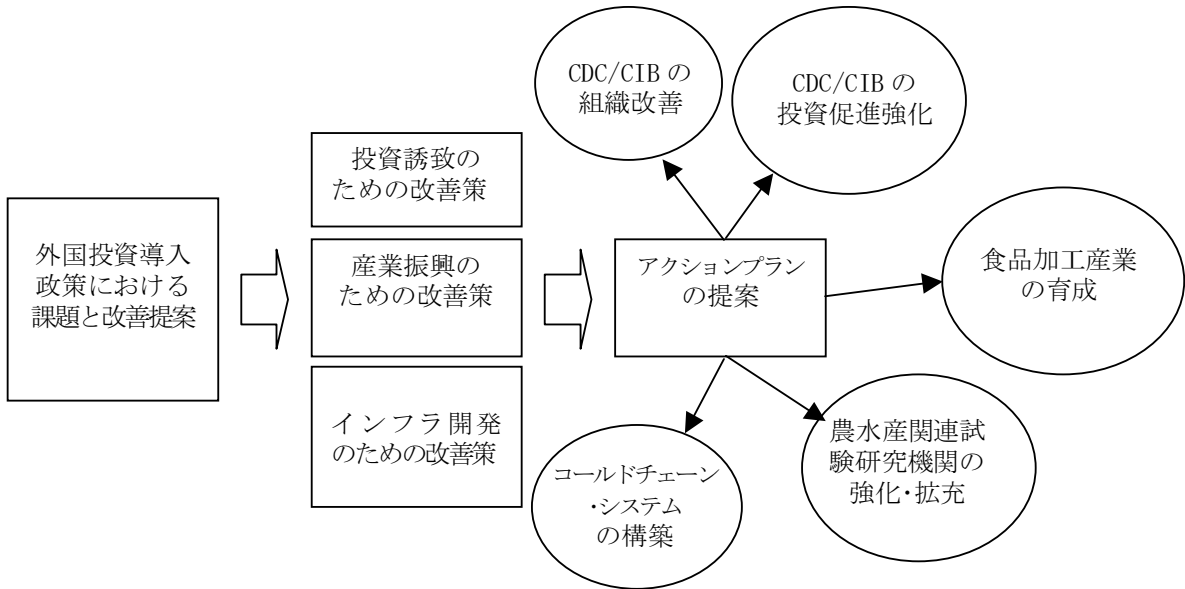 外国投資導入
政策における
課題と改善提案
投資誘致の
ための改善策
産業振興の
ための改善策
インフラ開発
のための改善策
アクションプラン
の提案
CDC/CIB の
組織改善
CDC/CIB の
投資促進強化
食品加工産業
の育成
農水産関連試
験研究機関の
強化・拡充
コールドチェーン
・システム
の構築